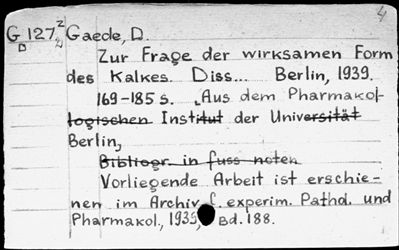 4
G 127 2/2 Gaede, D.
D
Zur Frage der wirksamen Form
des Kalkes. Diss... Berlin, 1939.
169-185 s. „Aus dem Pharmakol-
logischen Institut der Universität
Berlin,
Bibliogr. in fuss noten
Vorliegende Arbeit ist erschie-
nen im Archiv f. experim. Pathol. und
Pharmakol., 1939, Bd. 188.